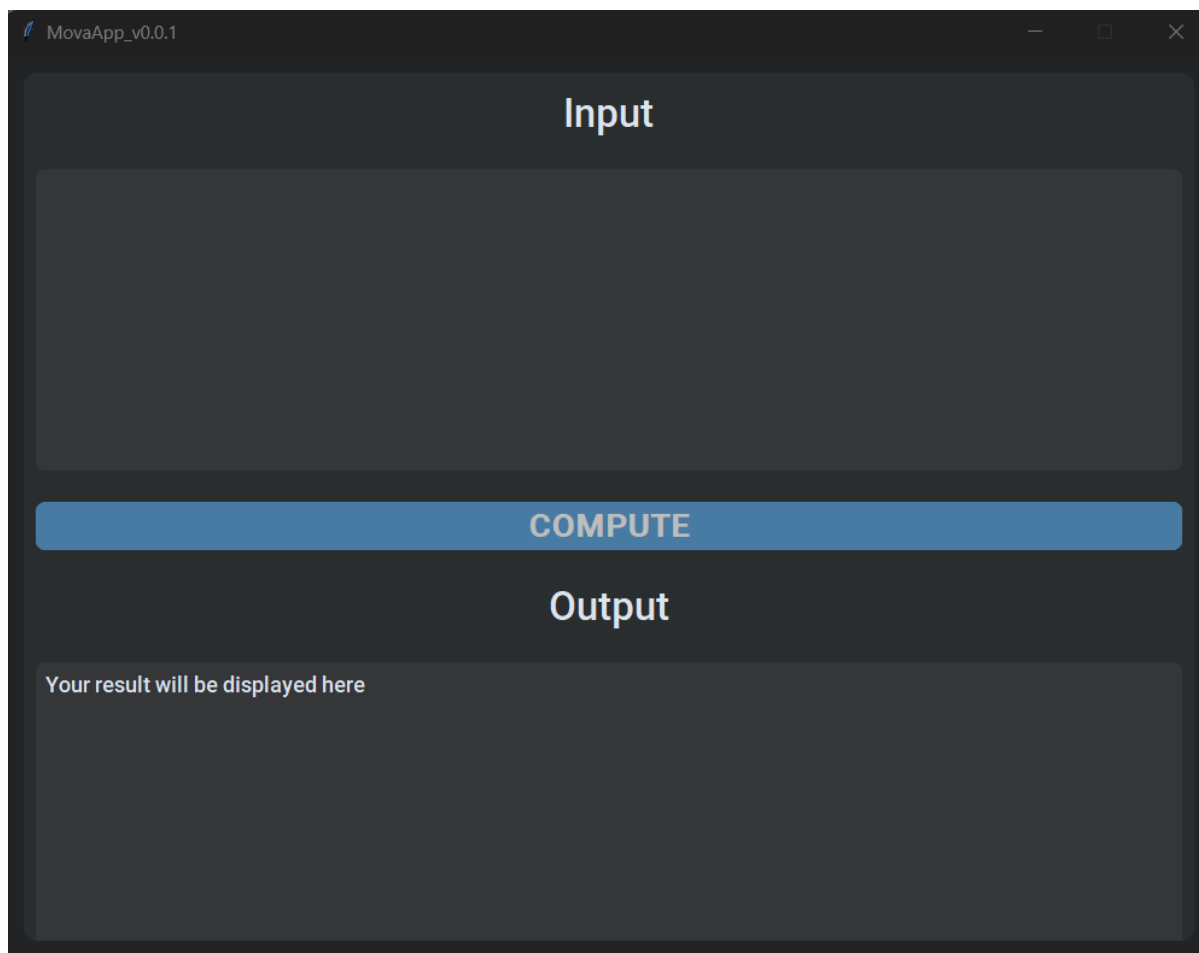 MovaApp_v0.0.1
Input
COMPUTE
Output
Your result will be displayed here